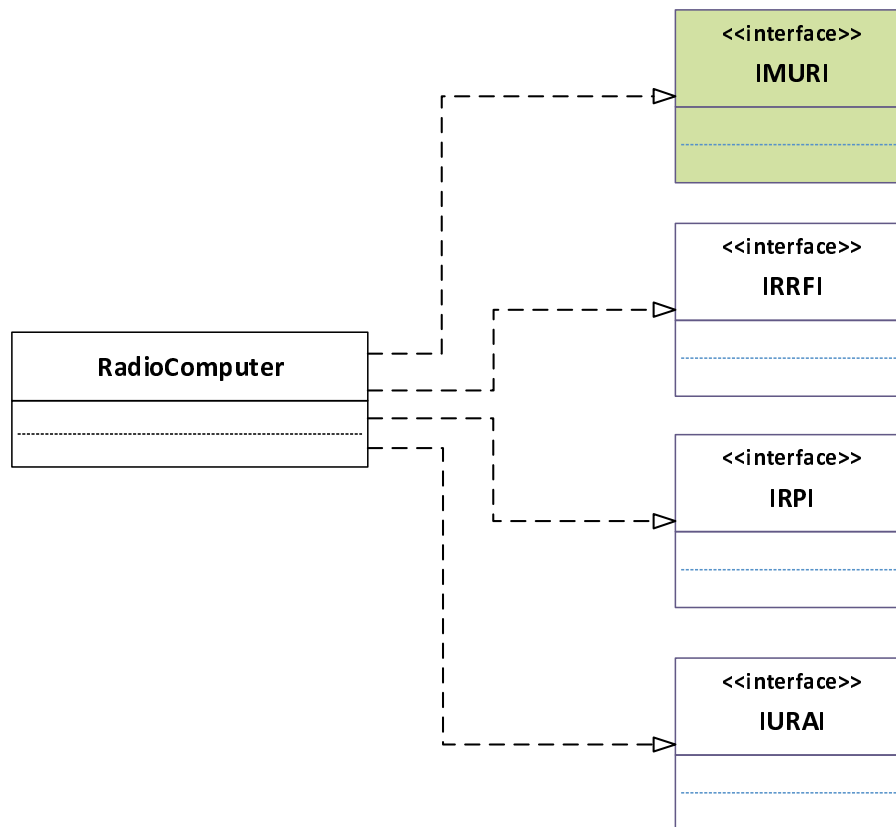 <<interface>>
IMURI
<<interface>>
IRRFI
RadioComputer
<<interface>>
IRPI
<<interface>>
IURAI